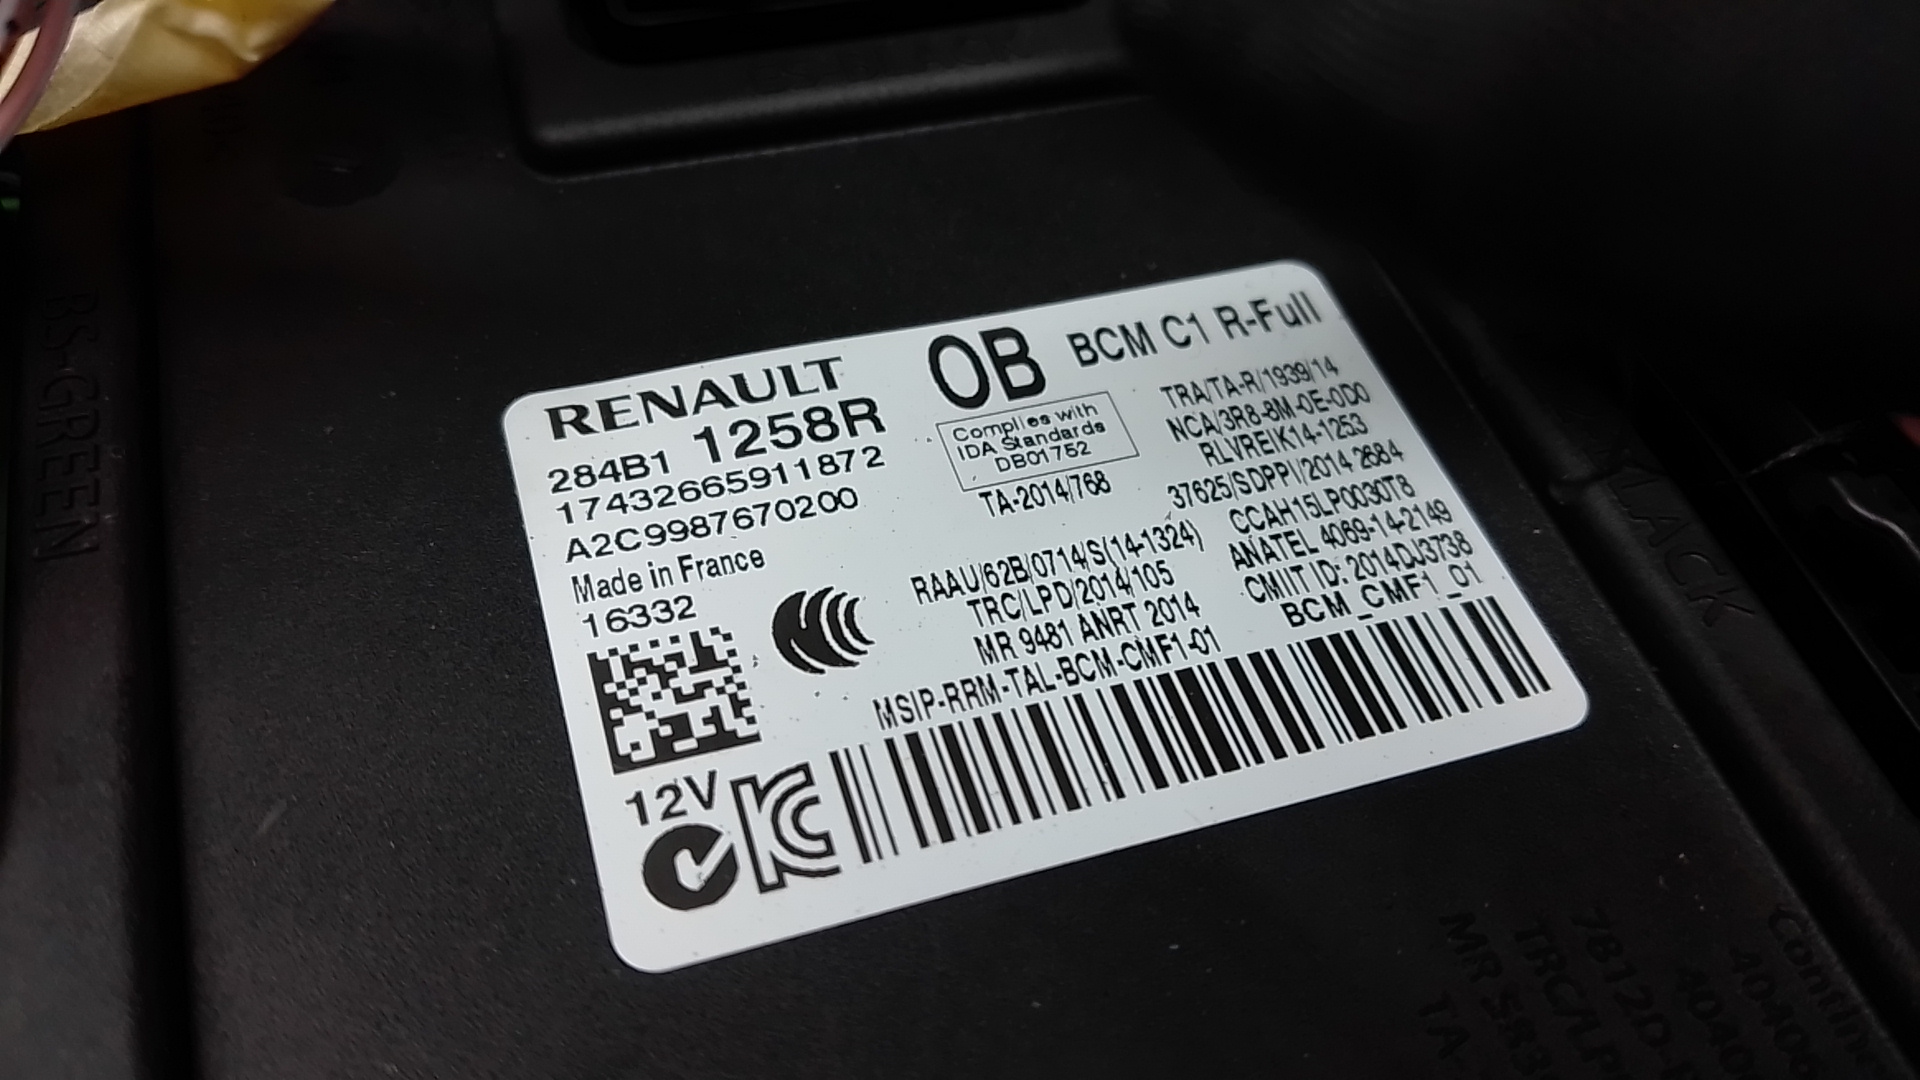 RENAULT
284B1 1258R
17432665911872
A2C9987670200
Made in France
16332
12V
OB
BCM C1 R-Full
Complies with
IDA Standards
DB01752
TA-2014/768
TRA/TA-R/1939/14
NCA/3R8-8M-0E-0D0
RLVREIK14-1253
37625/SDPPI/2014 2684
CCAH15LP0030T8
ANATEL 4069-14-2149
CMIIT ID: 2014DJ3738
BCM_CMF1_01
RAAU/62B/0714/S(14-1324)
TRC/LPD/2014/105
MR 9481 ANRT 2014
MSIP-RRM-TAL-BCM-CMF1-01
BS-GREEN